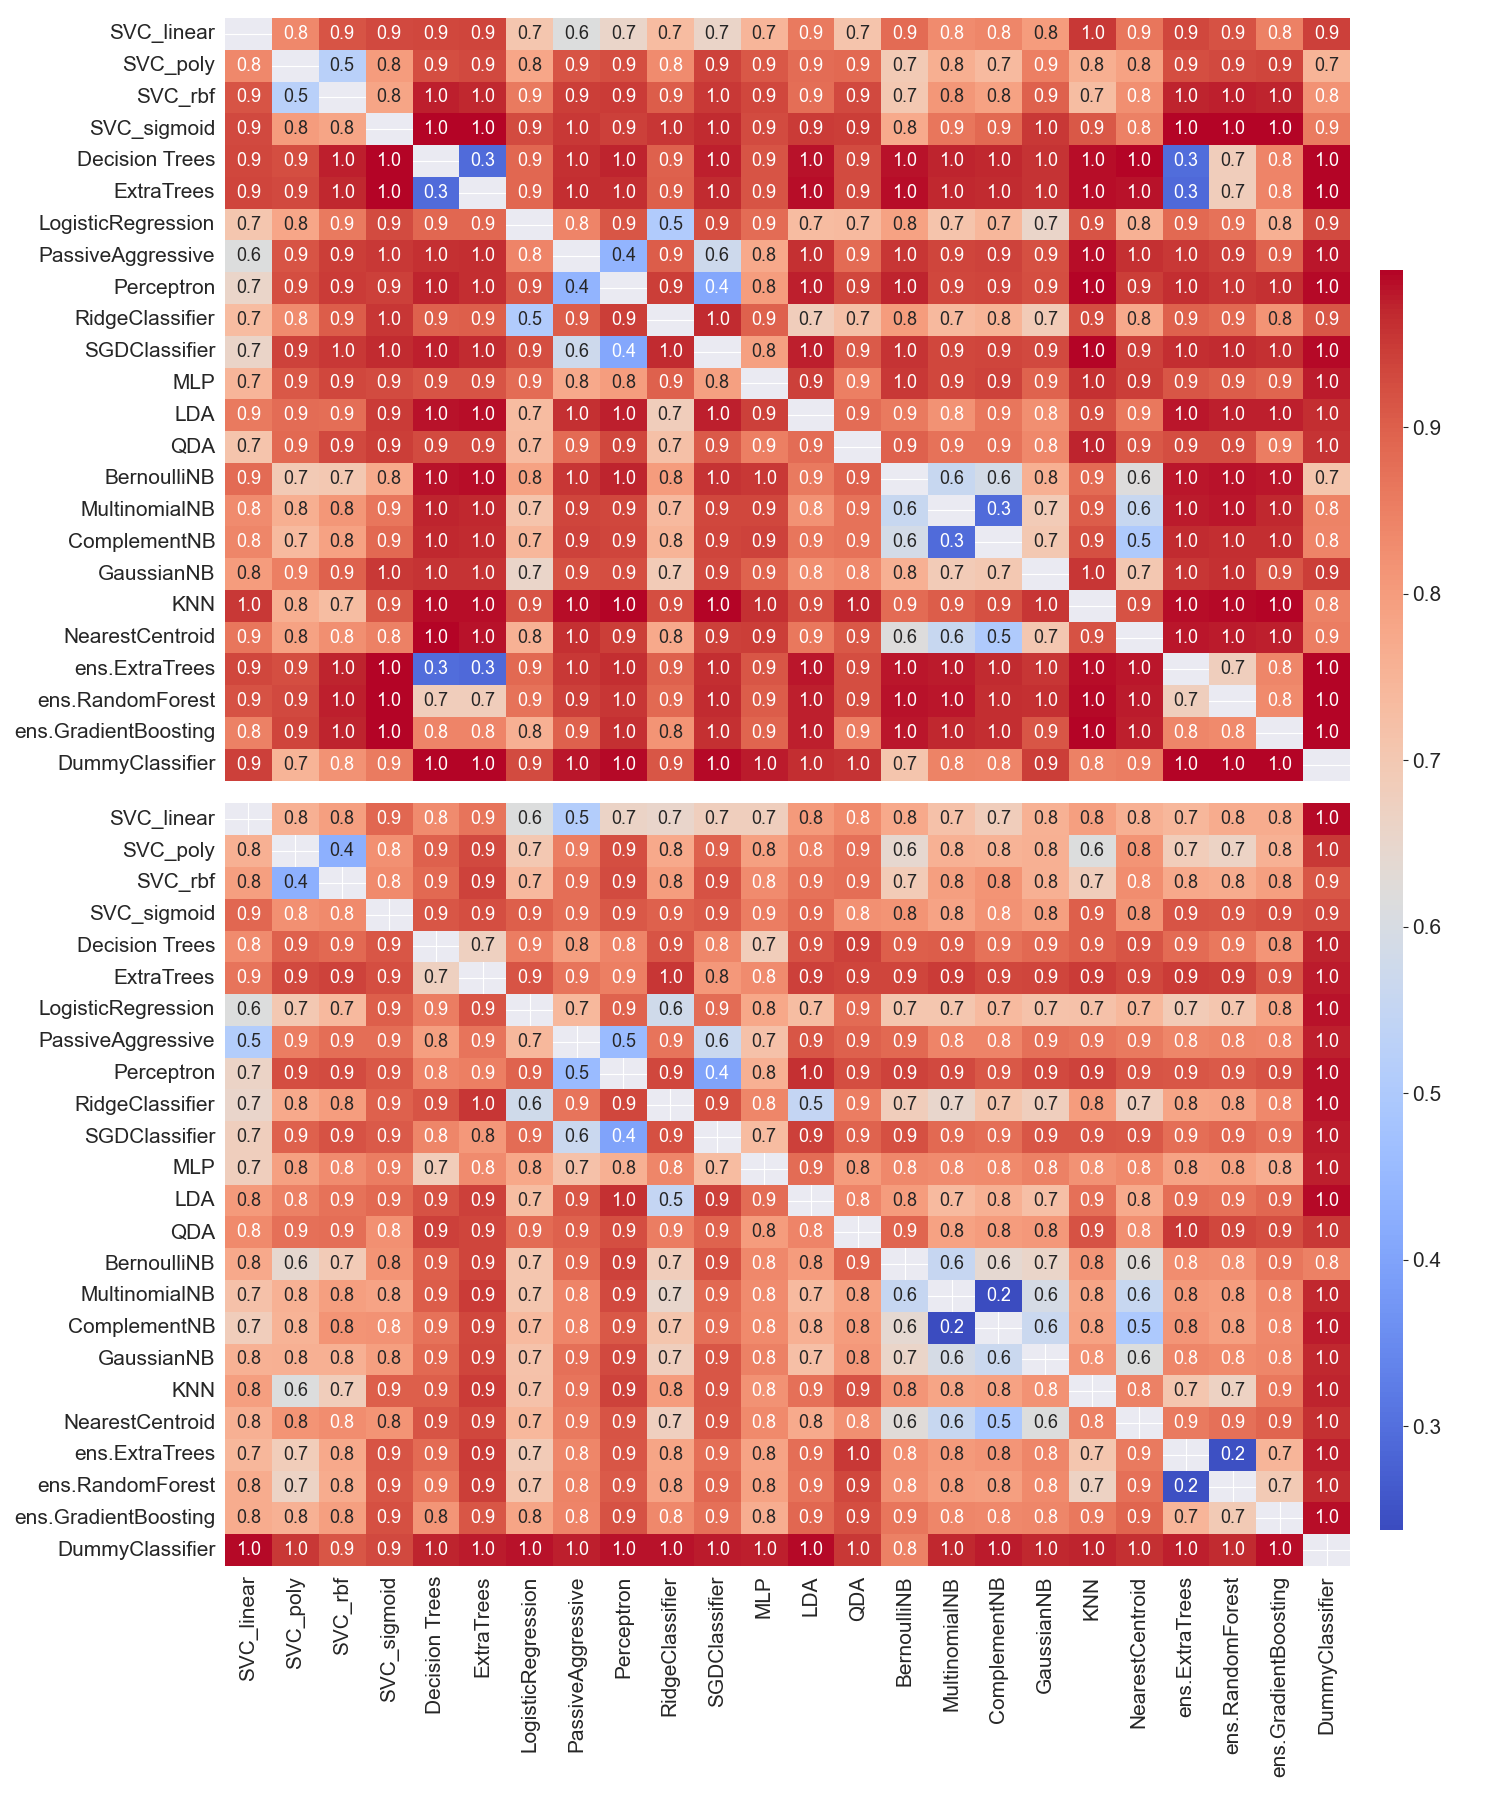 SVC_linear 0.8 0.9 0.9 0.9 0.9 0.7 0.6 0.7 0.7 0.7 0.7 0.9 0.7 0.9 0.8 0.8 0.8 1.0 0.9 0.9 0.9 0.8 0.9
SVC_poly 0.8 0.5 0.8 0.9 0.9 0.8 0.9 0.9 0.8 0.9 0.9 0.9 0.9 0.7 0.8 0.7 0.9 0.8 0.8 0.9 0.9 0.9 0.7
SVC_rbf 0.9 0.5 0.8 1.0 1.0 0.9 0.9 0.9 0.9 1.0 0.9 0.9 0.9 0.7 0.8 0.8 0.9 0.7 0.8 1.0 1.0 1.0 0.8
SVC_sigmoid 0.9 0.8 0.8 1.0 1.0 0.9 1.0 0.9 1.0 1.0 0.9 0.9 0.9 0.8 0.9 0.9 1.0 0.9 0.8 1.0 1.0 1.0 0.9
Decision Trees 0.9 0.9 1.0 1.0 0.3 0.9 1.0 1.0 0.9 1.0 0.9 1.0 0.9 1.0 1.0 1.0 1.0 1.0 1.0 0.3 0.7 0.8 1.0
ExtraTrees 0.9 0.9 1.0 1.0 0.3 0.9 1.0 1.0 0.9 1.0 0.9 1.0 0.9 1.0 1.0 1.0 1.0 1.0 1.0 0.3 0.7 0.8 1.0
LogisticRegression 0.7 0.8 0.9 0.9 0.9 0.9 0.8 0.9 0.5 0.9 0.9 0.7 0.7 0.8 0.7 0.7 0.7 0.9 0.8 0.9 0.9 0.8 0.9
PassiveAggressive 0.6 0.9 0.9 1.0 1.0 1.0 0.8 0.4 0.9 0.6 0.8 1.0 0.9 1.0 0.9 0.9 0.9 1.0 1.0 1.0 0.9 0.9 1.0
Perceptron 0.7 0.9 0.9 0.9 1.0 1.0 0.9 0.4 0.9 0.4 0.8 1.0 0.9 1.0 0.9 0.9 0.9 1.0 0.9 1.0 1.0 1.0 1.0
RidgeClassifier 0.7 0.8 0.9 1.0 0.9 0.9 0.5 0.9 0.9 1.0 0.9 0.7 0.7 0.8 0.7 0.8 0.7 0.9 0.8 0.9 0.9 0.8 0.9
SGDClassifier 0.7 0.9 1.0 1.0 1.0 1.0 0.9 0.6 0.4 1.0 0.8 1.0 0.9 1.0 0.9 0.9 0.9 1.0 0.9 1.0 1.0 1.0 1.0
MLP 0.7 0.9 0.9 0.9 0.9 0.9 0.9 0.8 0.8 0.9 0.8 0.9 0.9 1.0 0.9 0.9 0.9 1.0 0.9 0.9 0.9 0.9 1.0
LDA 0.9 0.9 0.9 0.9 1.0 1.0 0.7 1.0 1.0 0.7 1.0 0.9 0.9 0.9 0.8 0.9 0.8 0.9 0.9 1.0 1.0 1.0 1.0
QDA 0.7 0.9 0.9 0.9 0.9 0.9 0.7 0.9 0.9 0.7 0.9 0.9 0.9 0.9 0.9 0.9 0.8 1.0 0.9 0.9 0.9 0.9 1.0
BernoulliNB 0.9 0.7 0.7 0.8 1.0 1.0 0.8 1.0 1.0 0.8 1.0 1.0 0.9 0.9 0.6 0.6 0.8 0.9 0.6 1.0 1.0 1.0 0.7
MultinomialNB 0.8 0.8 0.8 0.9 1.0 1.0 0.7 0.9 0.9 0.7 0.9 0.9 0.8 0.9 0.6 0.3 0.7 0.9 0.6 1.0 1.0 1.0 0.8
ComplementNB 0.8 0.7 0.8 0.9 1.0 1.0 0.7 0.9 0.9 0.8 0.9 0.9 0.9 0.9 0.6 0.3 0.7 0.9 0.5 1.0 1.0 1.0 0.8
GaussianNB 0.8 0.9 0.9 1.0 1.0 1.0 0.7 0.9 0.9 0.7 0.9 0.9 0.8 0.8 0.8 0.7 0.7 1.0 0.7 1.0 1.0 0.9 0.9
KNN 1.0 0.8 0.7 0.9 1.0 1.0 0.9 1.0 1.0 0.9 1.0 1.0 0.9 1.0 0.9 0.9 0.9 1.0 0.9 1.0 1.0 1.0 0.8
NearestCentroid 0.9 0.8 0.8 0.8 1.0 1.0 0.8 1.0 0.9 0.8 0.9 0.9 0.9 0.9 0.6 0.6 0.5 0.7 0.9 1.0 1.0 1.0 0.9
ens.ExtraTrees 0.9 0.9 1.0 1.0 0.3 0.3 0.9 1.0 1.0 0.9 1.0 0.9 1.0 0.9 1.0 1.0 1.0 1.0 1.0 1.0 0.7 0.8 1.0
ens.RandomForest 0.9 0.9 1.0 1.0 0.7 0.7 0.9 0.9 1.0 0.9 1.0 0.9 1.0 0.9 1.0 1.0 1.0 1.0 1.0 1.0 0.7 0.8 1.0
ens.GradientBoosting 0.8 0.9 1.0 1.0 0.8 0.8 0.8 0.9 1.0 0.8 1.0 0.9 1.0 0.9 1.0 1.0 1.0 0.9 1.0 1.0 0.8 0.8 1.0
DummyClassifier 0.9 0.7 0.8 0.9 1.0 1.0 0.9 1.0 1.0 0.9 1.0 1.0 1.0 1.0 0.7 0.8 0.8 0.9 0.8 0.9 1.0 1.0 1.0
SVC_linear 0.8 0.8 0.9 0.8 0.9 0.6 0.5 0.7 0.7 0.7 0.7 0.8 0.8 0.8 0.7 0.7 0.8 0.8 0.8 0.7 0.8 0.8 1.0
SVC_poly 0.8 0.4 0.8 0.9 0.9 0.7 0.9 0.9 0.8 0.9 0.8 0.8 0.9 0.6 0.8 0.8 0.8 0.6 0.8 0.7 0.7 0.8 1.0
SVC_rbf 0.8 0.4 0.8 0.9 0.9 0.7 0.9 0.9 0.8 0.9 0.8 0.9 0.9 0.7 0.8 0.8 0.8 0.7 0.8 0.8 0.8 0.8 0.9
SVC_sigmoid 0.9 0.8 0.8 0.9 0.9 0.9 0.9 0.9 0.9 0.9 0.9 0.9 0.8 0.8 0.8 0.8 0.8 0.9 0.8 0.9 0.9 0.9 0.9
Decision Trees 0.8 0.9 0.9 0.9 0.7 0.9 0.8 0.8 0.9 0.8 0.7 0.9 0.9 0.9 0.9 0.9 0.9 0.9 0.9 0.9 0.9 0.8 1.0
ExtraTrees 0.9 0.9 0.9 0.9 0.7 0.9 0.9 0.9 1.0 0.8 0.8 0.9 0.9 0.9 0.9 0.9 0.9 0.9 0.9 0.9 0.9 0.9 1.0
LogisticRegression 0.6 0.7 0.7 0.9 0.9 0.9 0.7 0.9 0.6 0.9 0.8 0.7 0.9 0.7 0.7 0.7 0.7 0.7 0.7 0.7 0.7 0.8 1.0
PassiveAggressive 0.5 0.9 0.9 0.9 0.8 0.9 0.7 0.5 0.9 0.6 0.7 0.9 0.9 0.9 0.8 0.8 0.9 0.9 0.9 0.8 0.8 0.8 1.0
Perceptron 0.7 0.9 0.9 0.9 0.8 0.9 0.9 0.5 0.9 0.4 0.8 1.0 0.9 0.9 0.9 0.9 0.9 0.9 0.9 0.9 0.9 0.9 1.0
RidgeClassifier 0.7 0.8 0.8 0.9 0.9 1.0 0.6 0.9 0.9 0.9 0.8 0.5 0.9 0.7 0.7 0.7 0.7 0.8 0.7 0.8 0.8 0.8 1.0
SGDClassifier 0.7 0.9 0.9 0.9 0.8 0.8 0.9 0.6 0.4 0.9 0.7 0.9 0.9 0.9 0.9 0.9 0.9 0.9 0.9 0.9 0.9 0.9 1.0
MLP 0.7 0.8 0.8 0.9 0.7 0.8 0.8 0.7 0.8 0.8 0.7 0.9 0.8 0.8 0.8 0.8 0.8 0.8 0.8 0.8 0.8 0.8 1.0
LDA 0.8 0.8 0.9 0.9 0.9 0.9 0.7 0.9 1.0 0.5 0.9 0.9 0.8 0.8 0.7 0.8 0.7 0.9 0.8 0.9 0.9 0.9 1.0
QDA 0.8 0.9 0.9 0.8 0.9 0.9 0.9 0.9 0.9 0.9 0.9 0.8 0.8 0.9 0.8 0.8 0.8 0.9 0.8 1.0 0.9 0.9 1.0
BernoulliNB 0.8 0.6 0.7 0.8 0.9 0.9 0.7 0.9 0.9 0.7 0.9 0.8 0.8 0.9 0.6 0.6 0.7 0.8 0.6 0.8 0.8 0.9 0.8
MultinomialNB 0.7 0.8 0.8 0.8 0.9 0.9 0.7 0.8 0.9 0.7 0.9 0.8 0.7 0.8 0.6 0.2 0.6 0.8 0.6 0.8 0.8 0.8 1.0
ComplementNB 0.7 0.8 0.8 0.8 0.9 0.9 0.7 0.8 0.9 0.7 0.9 0.8 0.8 0.8 0.6 0.2 0.6 0.8 0.5 0.8 0.8 0.8 1.0
GaussianNB 0.8 0.8 0.8 0.8 0.9 0.9 0.7 0.9 0.9 0.7 0.9 0.8 0.7 0.8 0.7 0.6 0.6 0.8 0.6 0.8 0.8 0.8 1.0
KNN 0.8 0.6 0.7 0.9 0.9 0.9 0.7 0.9 0.9 0.8 0.9 0.8 0.9 0.9 0.8 0.8 0.8 0.8 0.8 0.7 0.7 0.9 1.0
NearestCentroid 0.8 0.8 0.8 0.8 0.9 0.9 0.7 0.9 0.9 0.7 0.9 0.8 0.8 0.8 0.6 0.6 0.5 0.6 0.8 0.9 0.9 0.9 1.0
ens.ExtraTrees 0.7 0.7 0.8 0.9 0.9 0.9 0.7 0.8 0.9 0.8 0.9 0.8 0.9 1.0 0.8 0.8 0.8 0.8 0.7 0.9 0.2 0.7 1.0
ens.RandomForest 0.8 0.7 0.8 0.9 0.9 0.9 0.7 0.8 0.9 0.8 0.9 0.8 0.9 0.9 0.8 0.8 0.8 0.8 0.7 0.9 0.2 0.7 1.0
ens.GradientBoosting 0.8 0.8 0.8 0.9 0.8 0.9 0.8 0.8 0.9 0.8 0.9 0.8 0.9 0.9 0.9 0.8 0.8 0.8 0.9 0.9 0.7 0.7 1.0
DummyClassifier 1.0 1.0 0.9 0.9 1.0 1.0 1.0 1.0 1.0 1.0 1.0 1.0 1.0 1.0 0.8 1.0 1.0 1.0 1.0 1.0 1.0 1.0 1.0
SVC_linear
SVC_poly
SVC_rbf
SVC_sigmoid
Decision Trees
ExtraTrees
LogisticRegression
PassiveAggressive
Perceptron
RidgeClassifier
SGDClassifier
MLP
LDA
QDA
BernoulliNB
MultinomialNB
ComplementNB
GaussianNB
KNN
NearestCentroid
ens.ExtraTrees
ens.RandomForest
ens.GradientBoosting
DummyClassifier
0.9
0.8
0.7
0.6
0.5
0.4
0.3